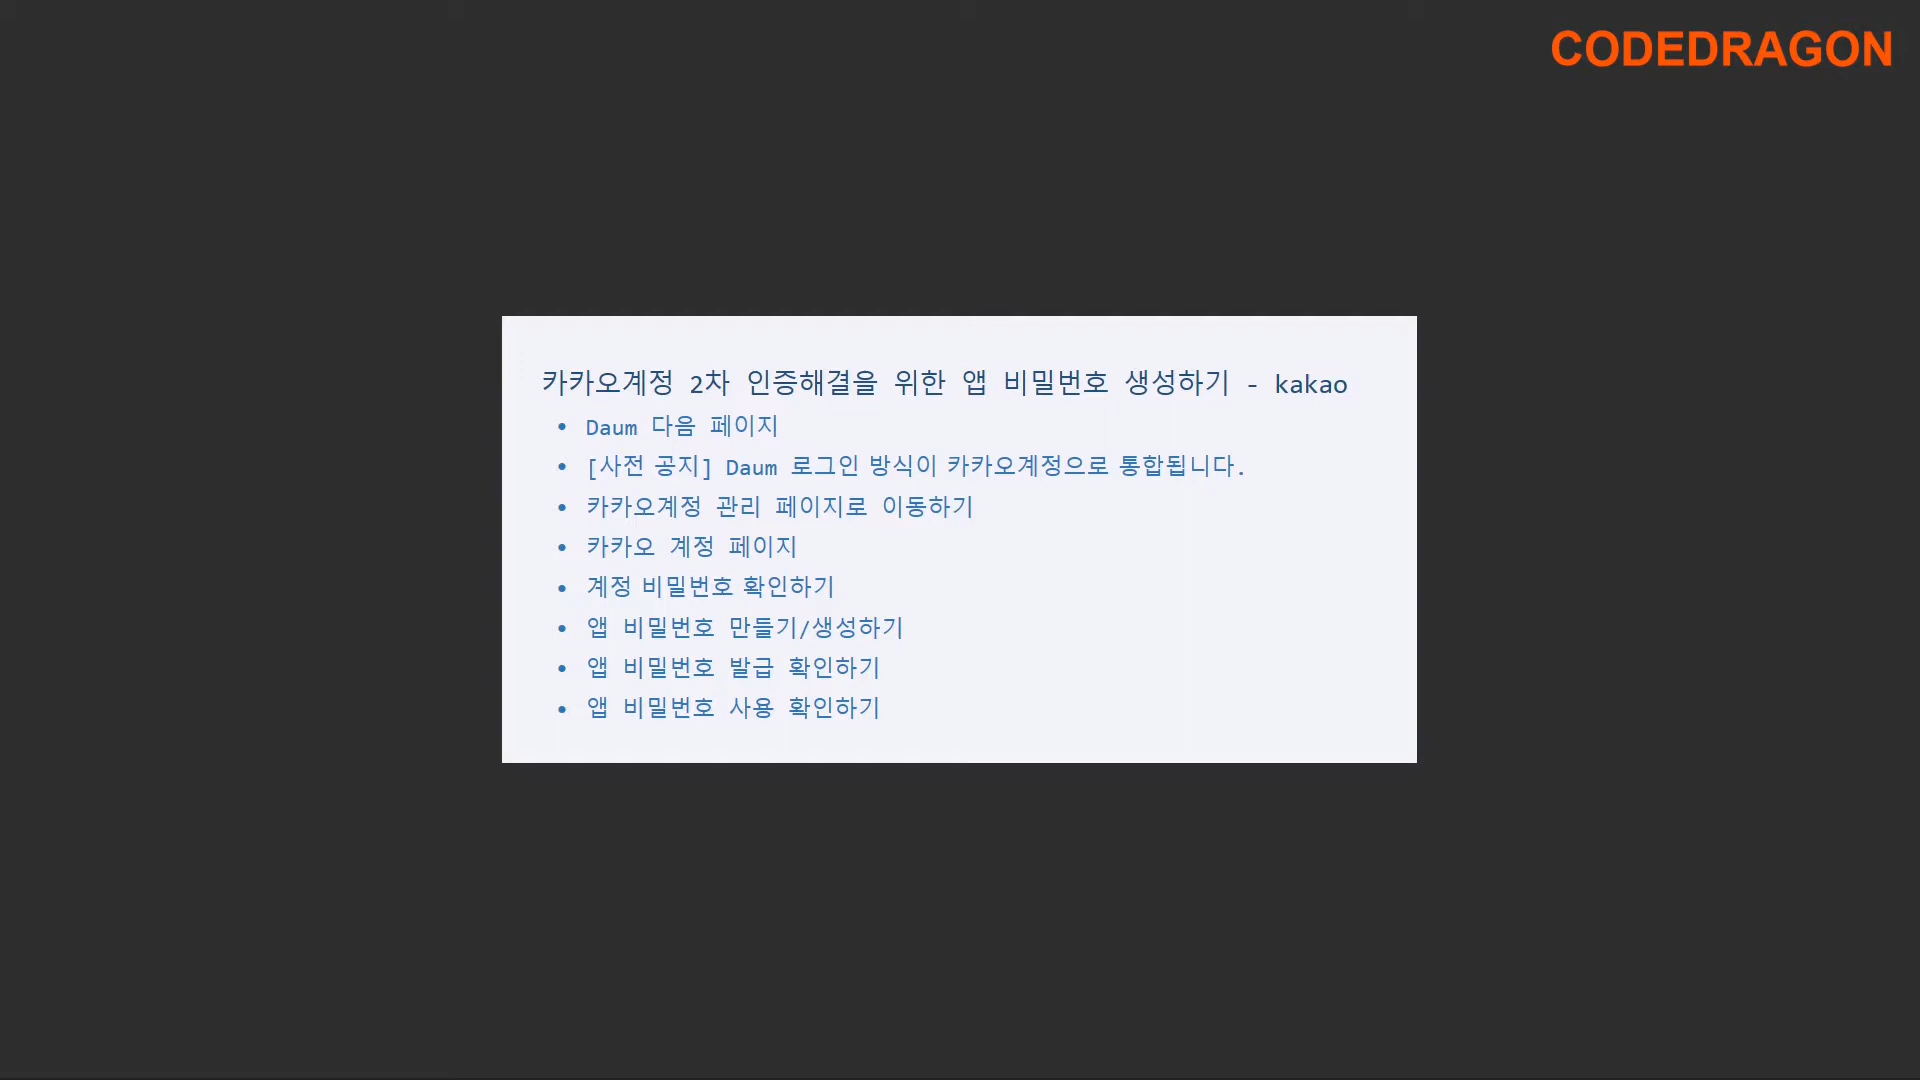 CODEDRAGON
카카오계정 2차 인증해결을 위한 앱 비밀번호 생성하기 - kakao
• Daum 다음 페이지
• [사전 공지] Daum 로그인 방식이 카카오계정으로 통합됩니다.
• 카카오계정 관리 페이지로 이동하기
• 카카오 계정 페이지
• 계정 비밀번호 확인하기
• 앱 비밀번호 만들기/생성하기
• 앱 비밀번호 발급 확인하기
• 앱 비밀번호 사용 확인하기